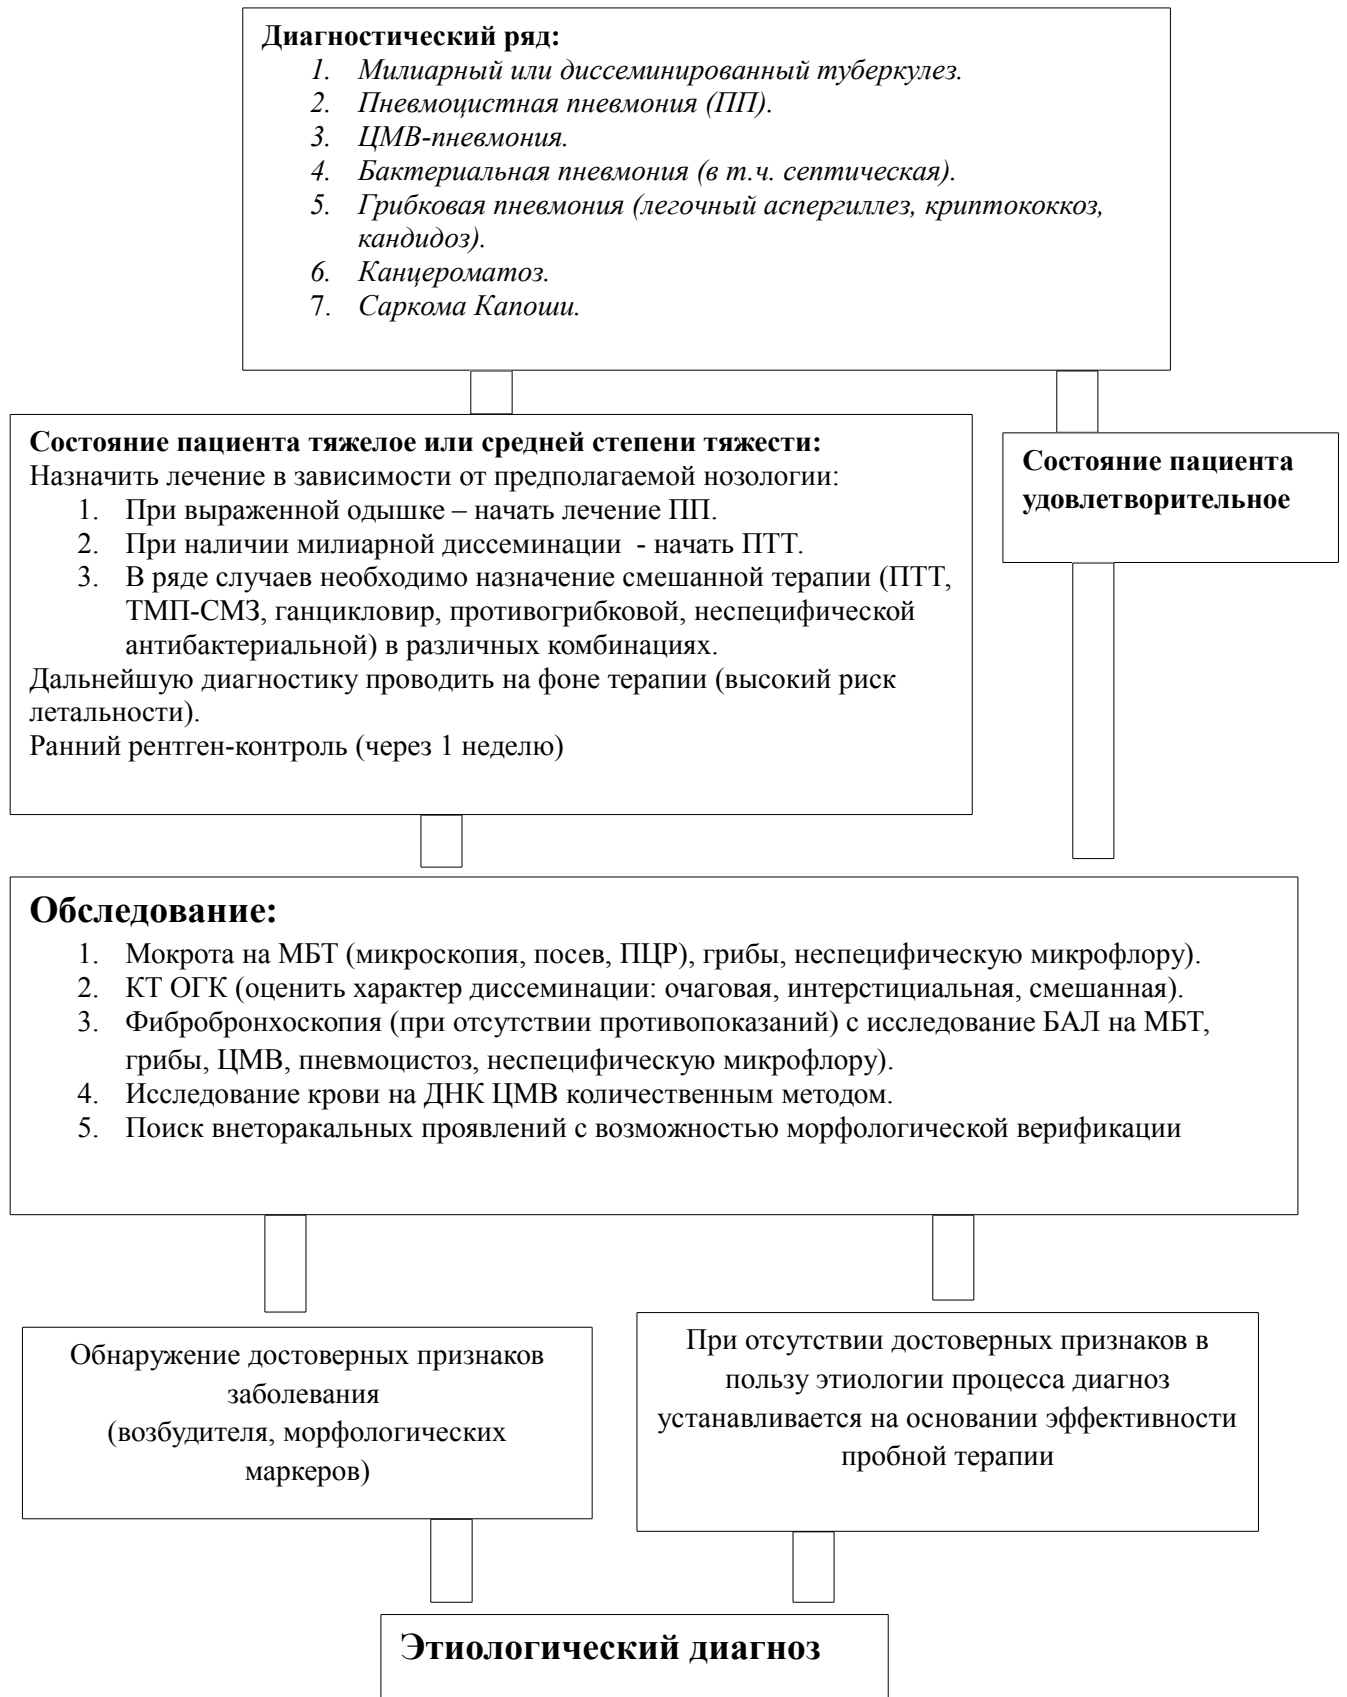 Диагностический ряд:
1. Милиарный или диссеминированный туберкулез.
2. Пневмоцистная пневмония (ПП).
3. ЦМВ-пневмония.
4. Бактериальная пневмония (в т.ч. септическая).
5. Грибковая пневмония (легочный аспергиллез, криптококкоз,
кандидоз).
6. Канцероматоз.
7. Саркома Капоши.
Состояние пациента тяжелое или средней степени тяжести:
Назначить лечение в зависимости от предполагаемой нозологии:
1. При выраженной одышке – начать лечение ПП.
2. При наличии милиарной диссеминации - начать ПТТ.
3. В ряде случаев необходимо назначение смешанной терапии (ПТТ,
ТМП-СМЗ, ганцикловир, противогрибковой, неспецифической
антибактериальной) в различных комбинациях.
Дальнейшую диагностику проводить на фоне терапии (высокий риск
летальности).
Ранний рентген-контроль (через 1 неделю)
Состояние пациента
удовлетворительное
Обследование:
1. Мокрота на МБТ (микроскопия, посев, ПЦР), грибы, неспецифическую микрофлору).
2. КТ ОГК (оценить характер диссеминации: очаговая, интерстициальная, смешанная).
3. Фибробронхоскопия (при отсутствии противопоказаний) с исследование БАЛ на МБТ,
грибы, ЦМВ, пневмоцистоз, неспецифическую микрофлору).
4. Исследование крови на ДНК ЦМВ количественным методом.
5. Поиск внеторакальных проявлений с возможностью морфологической верификации
Обнаружение достоверных признаков
заболевания
(возбудителя, морфологических
маркеров)
При отсутствии достоверных признаков в
пользу этиологии процесса диагноз
устанавливается на основании эффективности
пробной терапии
Этиологический диагноз